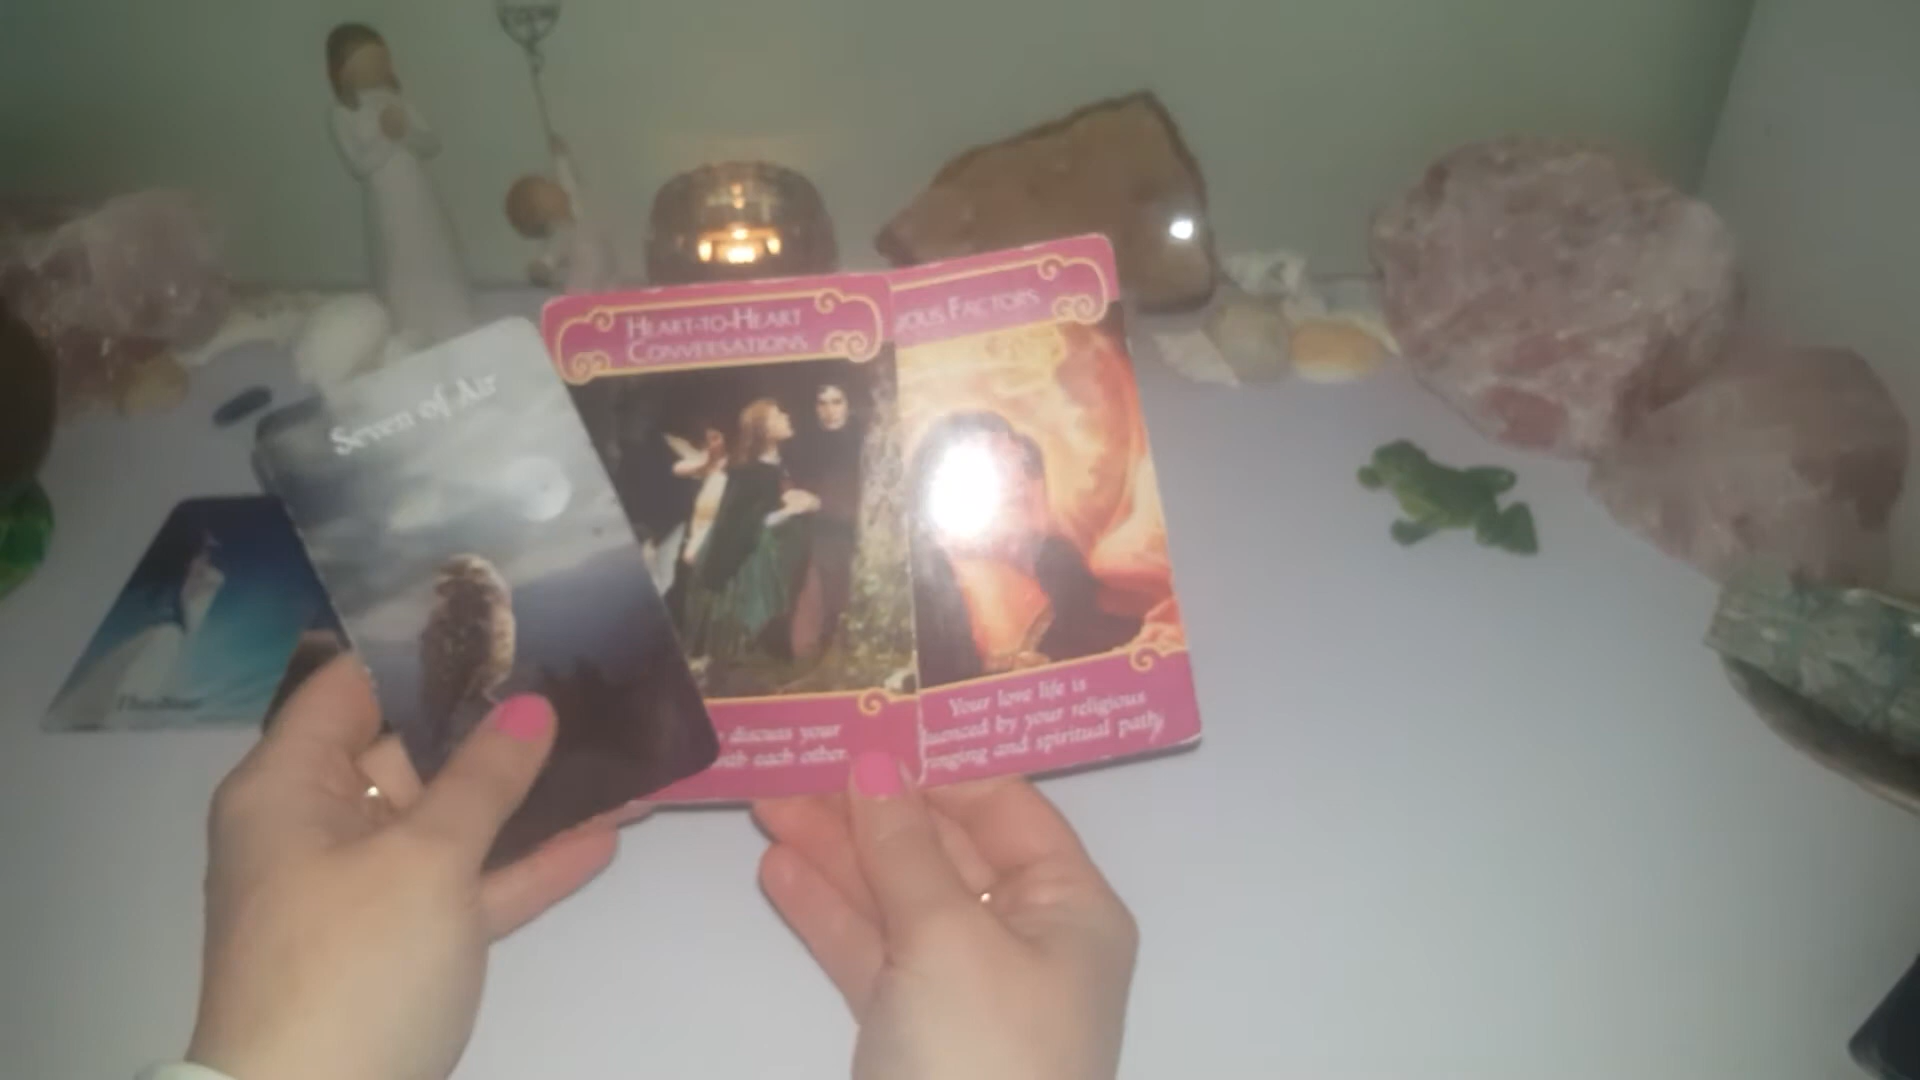 Seven of Air
HEART-TO-HEART
CONVERSATIONS
IOUS FACTORS
discuss your
with each other.
Your love life is
uenced by your religious
inging and spiritual path.